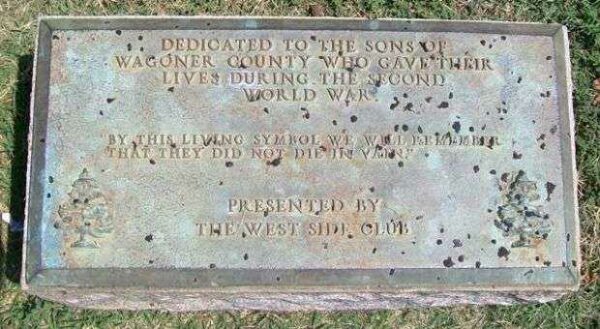 DEDICATED TO THE SONS OF
WAGONER COUNTY WHO GAVE THEIR
LIVES DURING THE SECOND
WORLD WAR.
BY THIS LIVING SYMBOL WE WILL REMEMBER
THAT THEY DID NOT DIE IN VAIN."
PRESENTED BY
THE WEST SIDE CLUB